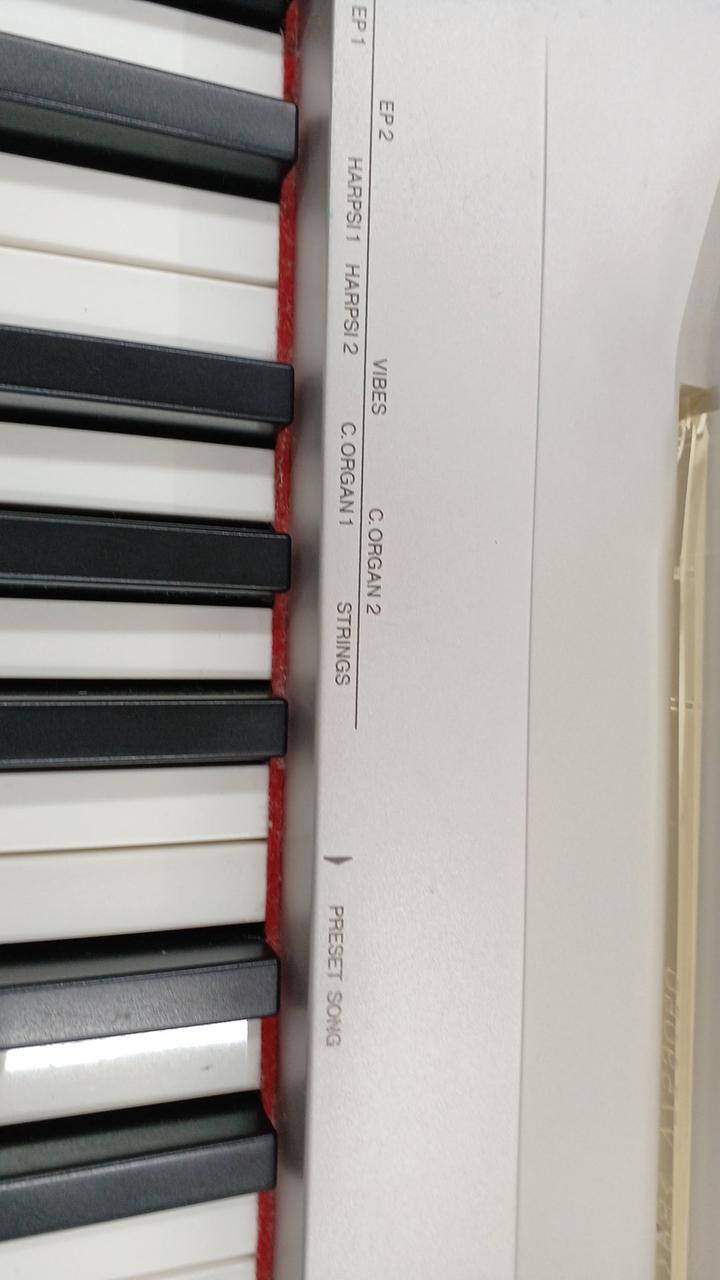 EP 2 VIBES C. ORGAN 2
EP 1 HARPSI 1 HARPSI 2 C. ORGAN 1 STRINGS
PRESET SONG